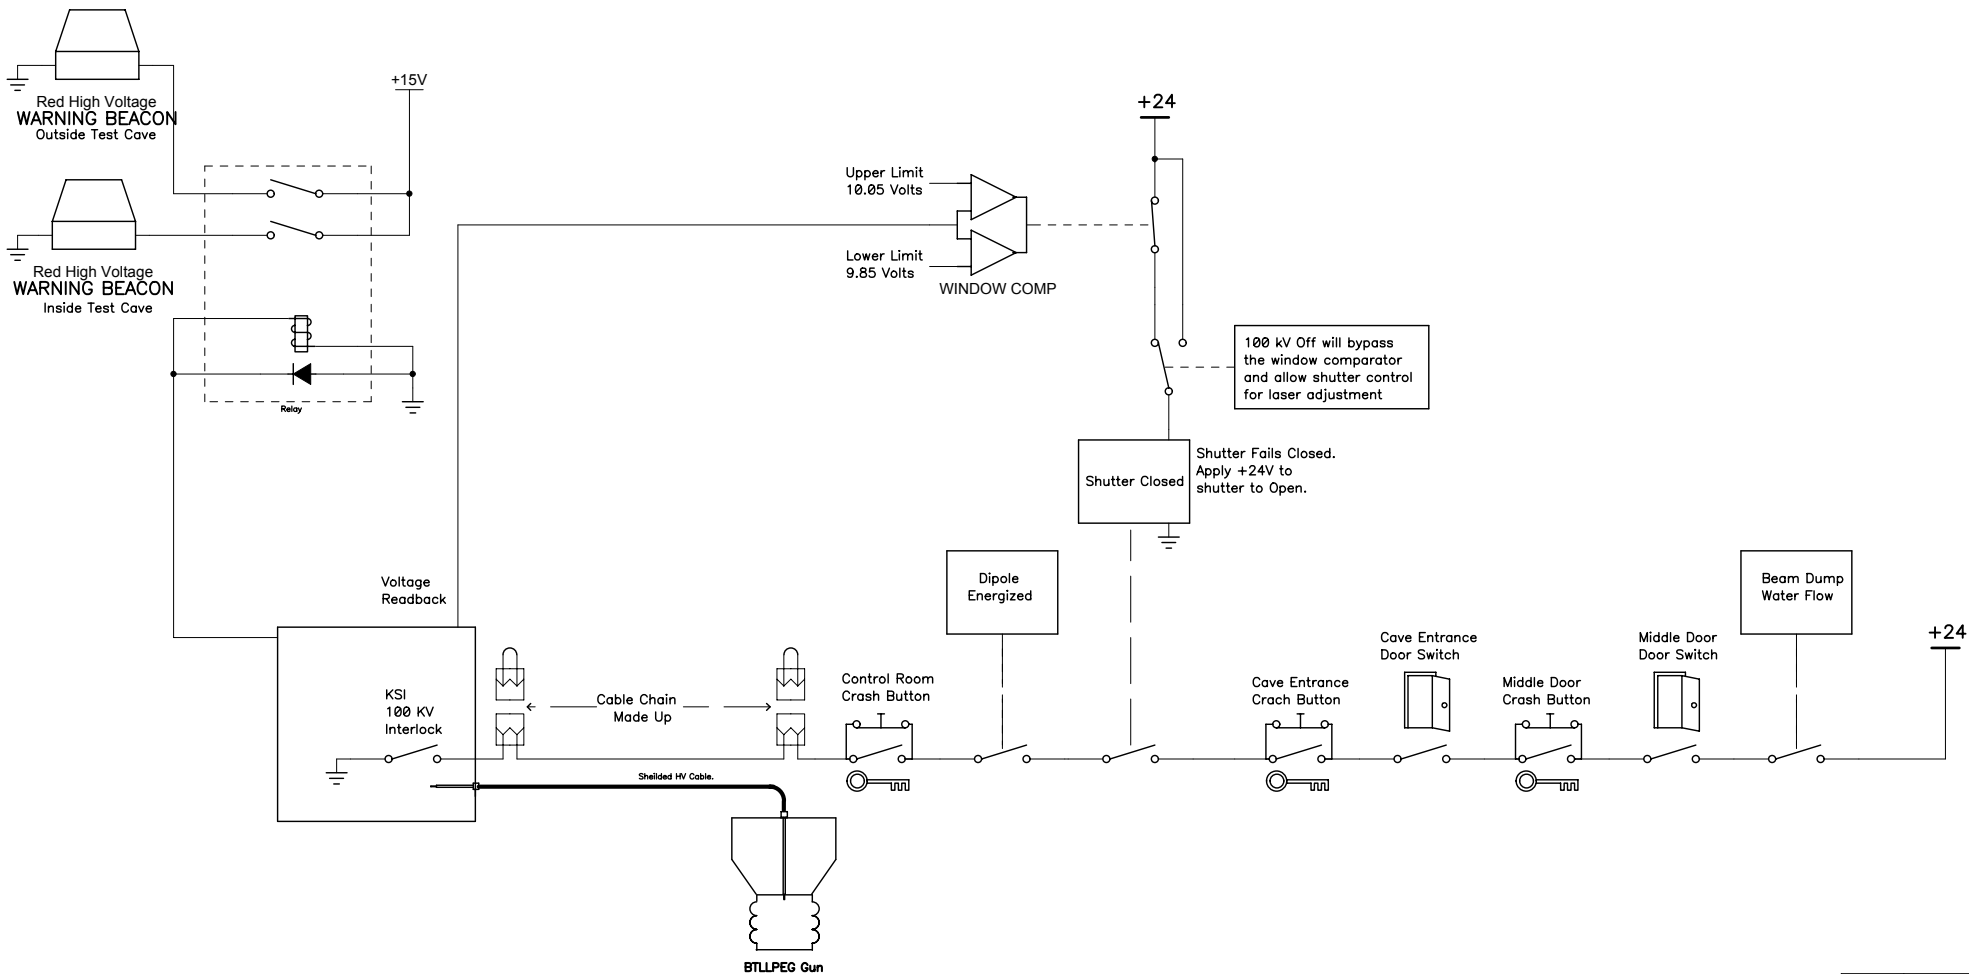 Red High Voltage
WARNING BEACON
Outside Test Cave
+15V
Red High Voltage
WARNING BEACON
Inside Test Cave
Relay
Upper Limit
10.05 Volts
Lower Limit
9.85 Volts
WINDOW COMP
+24
100 kV Off will bypass
the window comparator
and allow shutter control
for laser adjustment
Shutter Closed
Shutter Fails Closed.
Apply +24V to
shutter to Open.
Voltage
Readback
KSI
100 KV
Interlock
Cable Chain
Made Up
Control Room
Crash Button
Dipole
Energized
Cave Entrance
Crach Button
Cave Entrance
Door Switch
Middle Door
Crash Button
Middle Door
Door Switch
Beam Dump
Water Flow
+24
Sheilded HV Cable.
BTLLPEG Gun